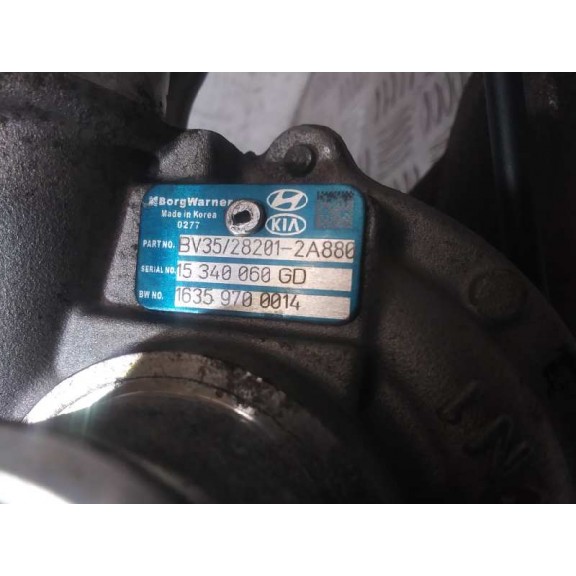 BorgWarner
Made in Korea
0277
KIA
PART NO. BV35/28201-2A880
SERIAL NO. 15 340 060 GD
BW NO. 1635 970 0014